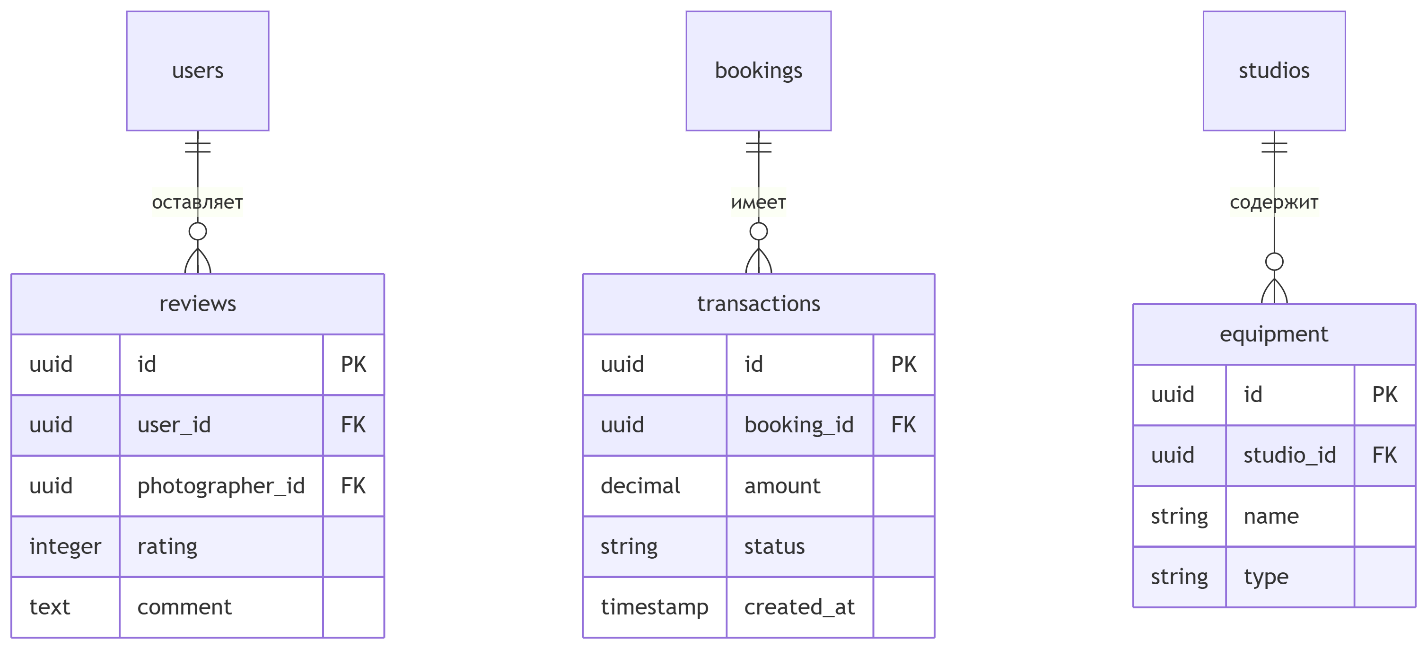 users
bookings
studios
оставляет
имеет
содержит
reviews
uuid id PK
uuid user_id FK
uuid photographer_id FK
integer rating
text comment
transactions
uuid id PK
uuid booking_id FK
decimal amount
string status
timestamp created_at
equipment
uuid id PK
uuid studio_id FK
string name
string type